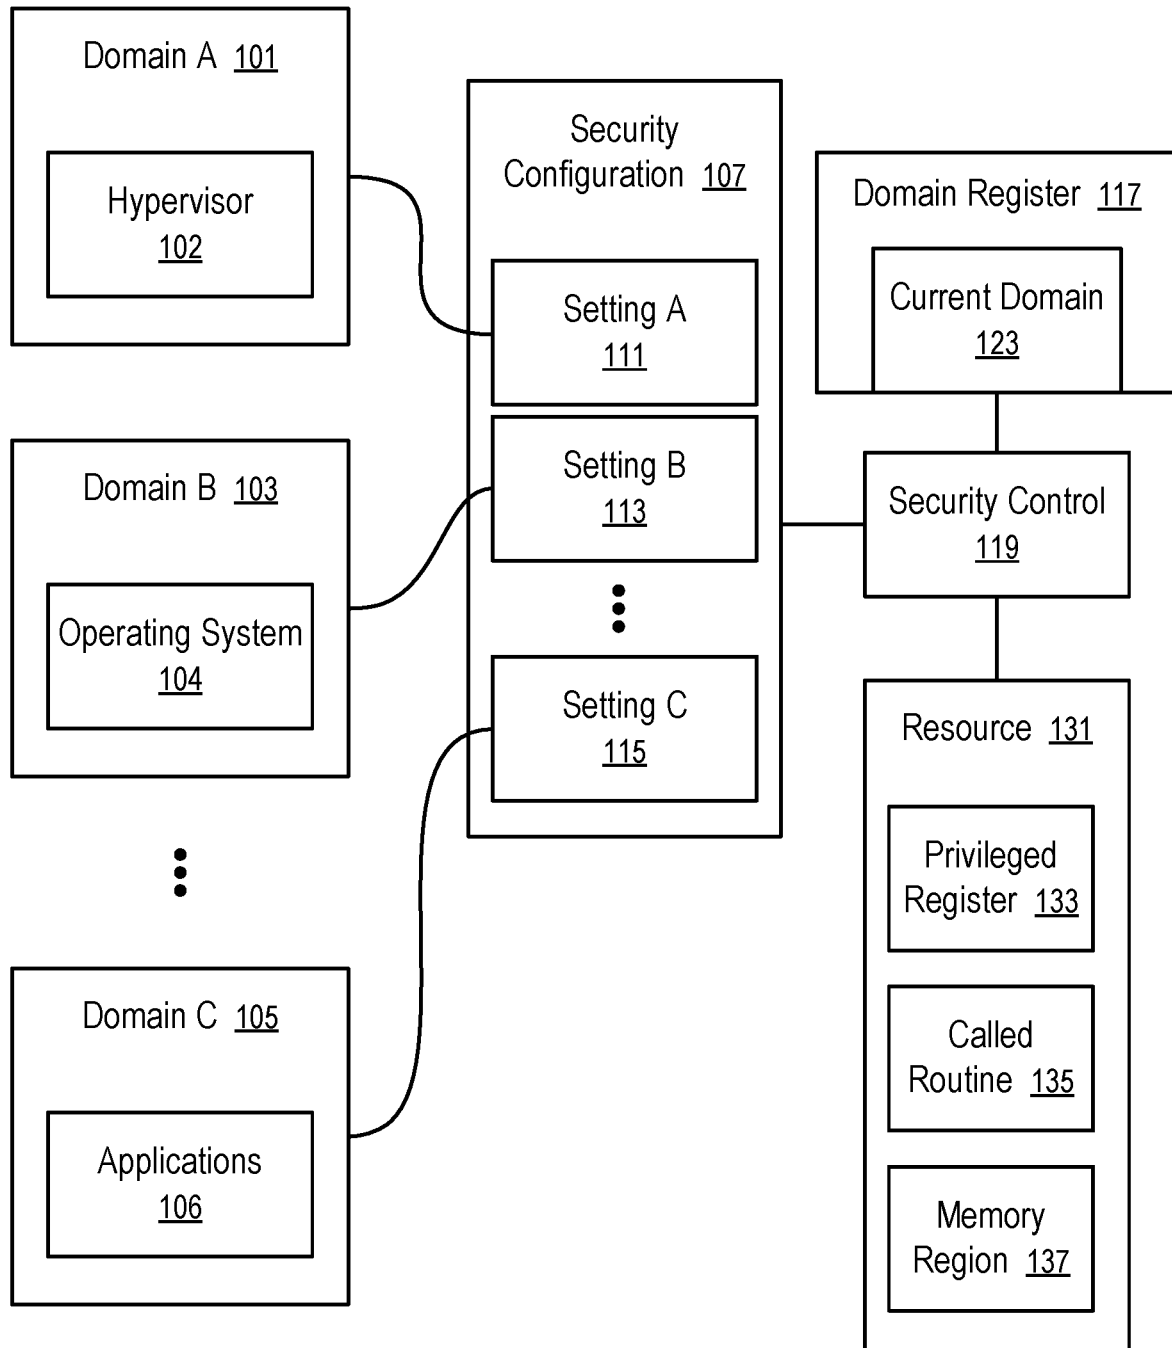 Domain A 101
Hypervisor
102
Domain B 103
Operating System
104
Domain C 105
Applications
106
Security
Configuration 107
Setting A
111
Setting B
113
Setting C
115
Domain Register 117
Current Domain
123
Security Control
119
Resource 131
Privileged
Register 133
Called
Routine 135
Memory
Region 137